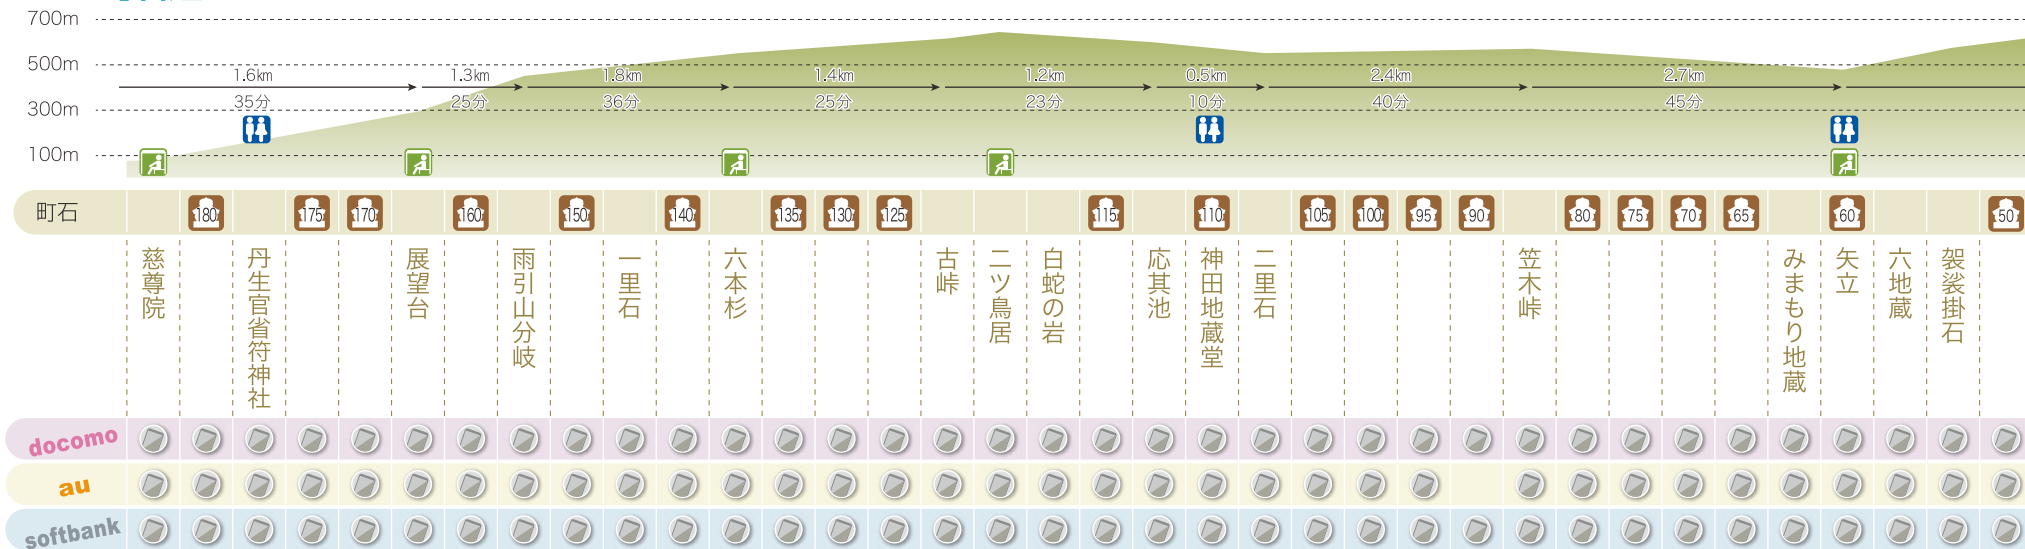 700m
500m
300m
100m
1.6km
35分
1.3km
25分
1.8km
36分
1.4km
25分
1.2km
23分
0.5km
10分
2.4km
40分
2.7km
45分
町石
180
175
170
160
150
140
135
130
125
115
110
105
100
95
90
80
75
70
65
60
50
慈尊院
丹生官省符神社
展望台
雨引山分岐
一里石
六本杉
古峠
二ツ鳥居
白蛇の岩
応其池
神田地蔵堂
二里石
笠木峠
みまもり地蔵
矢立
六地蔵
袈裟掛石
docomo
au
softbank